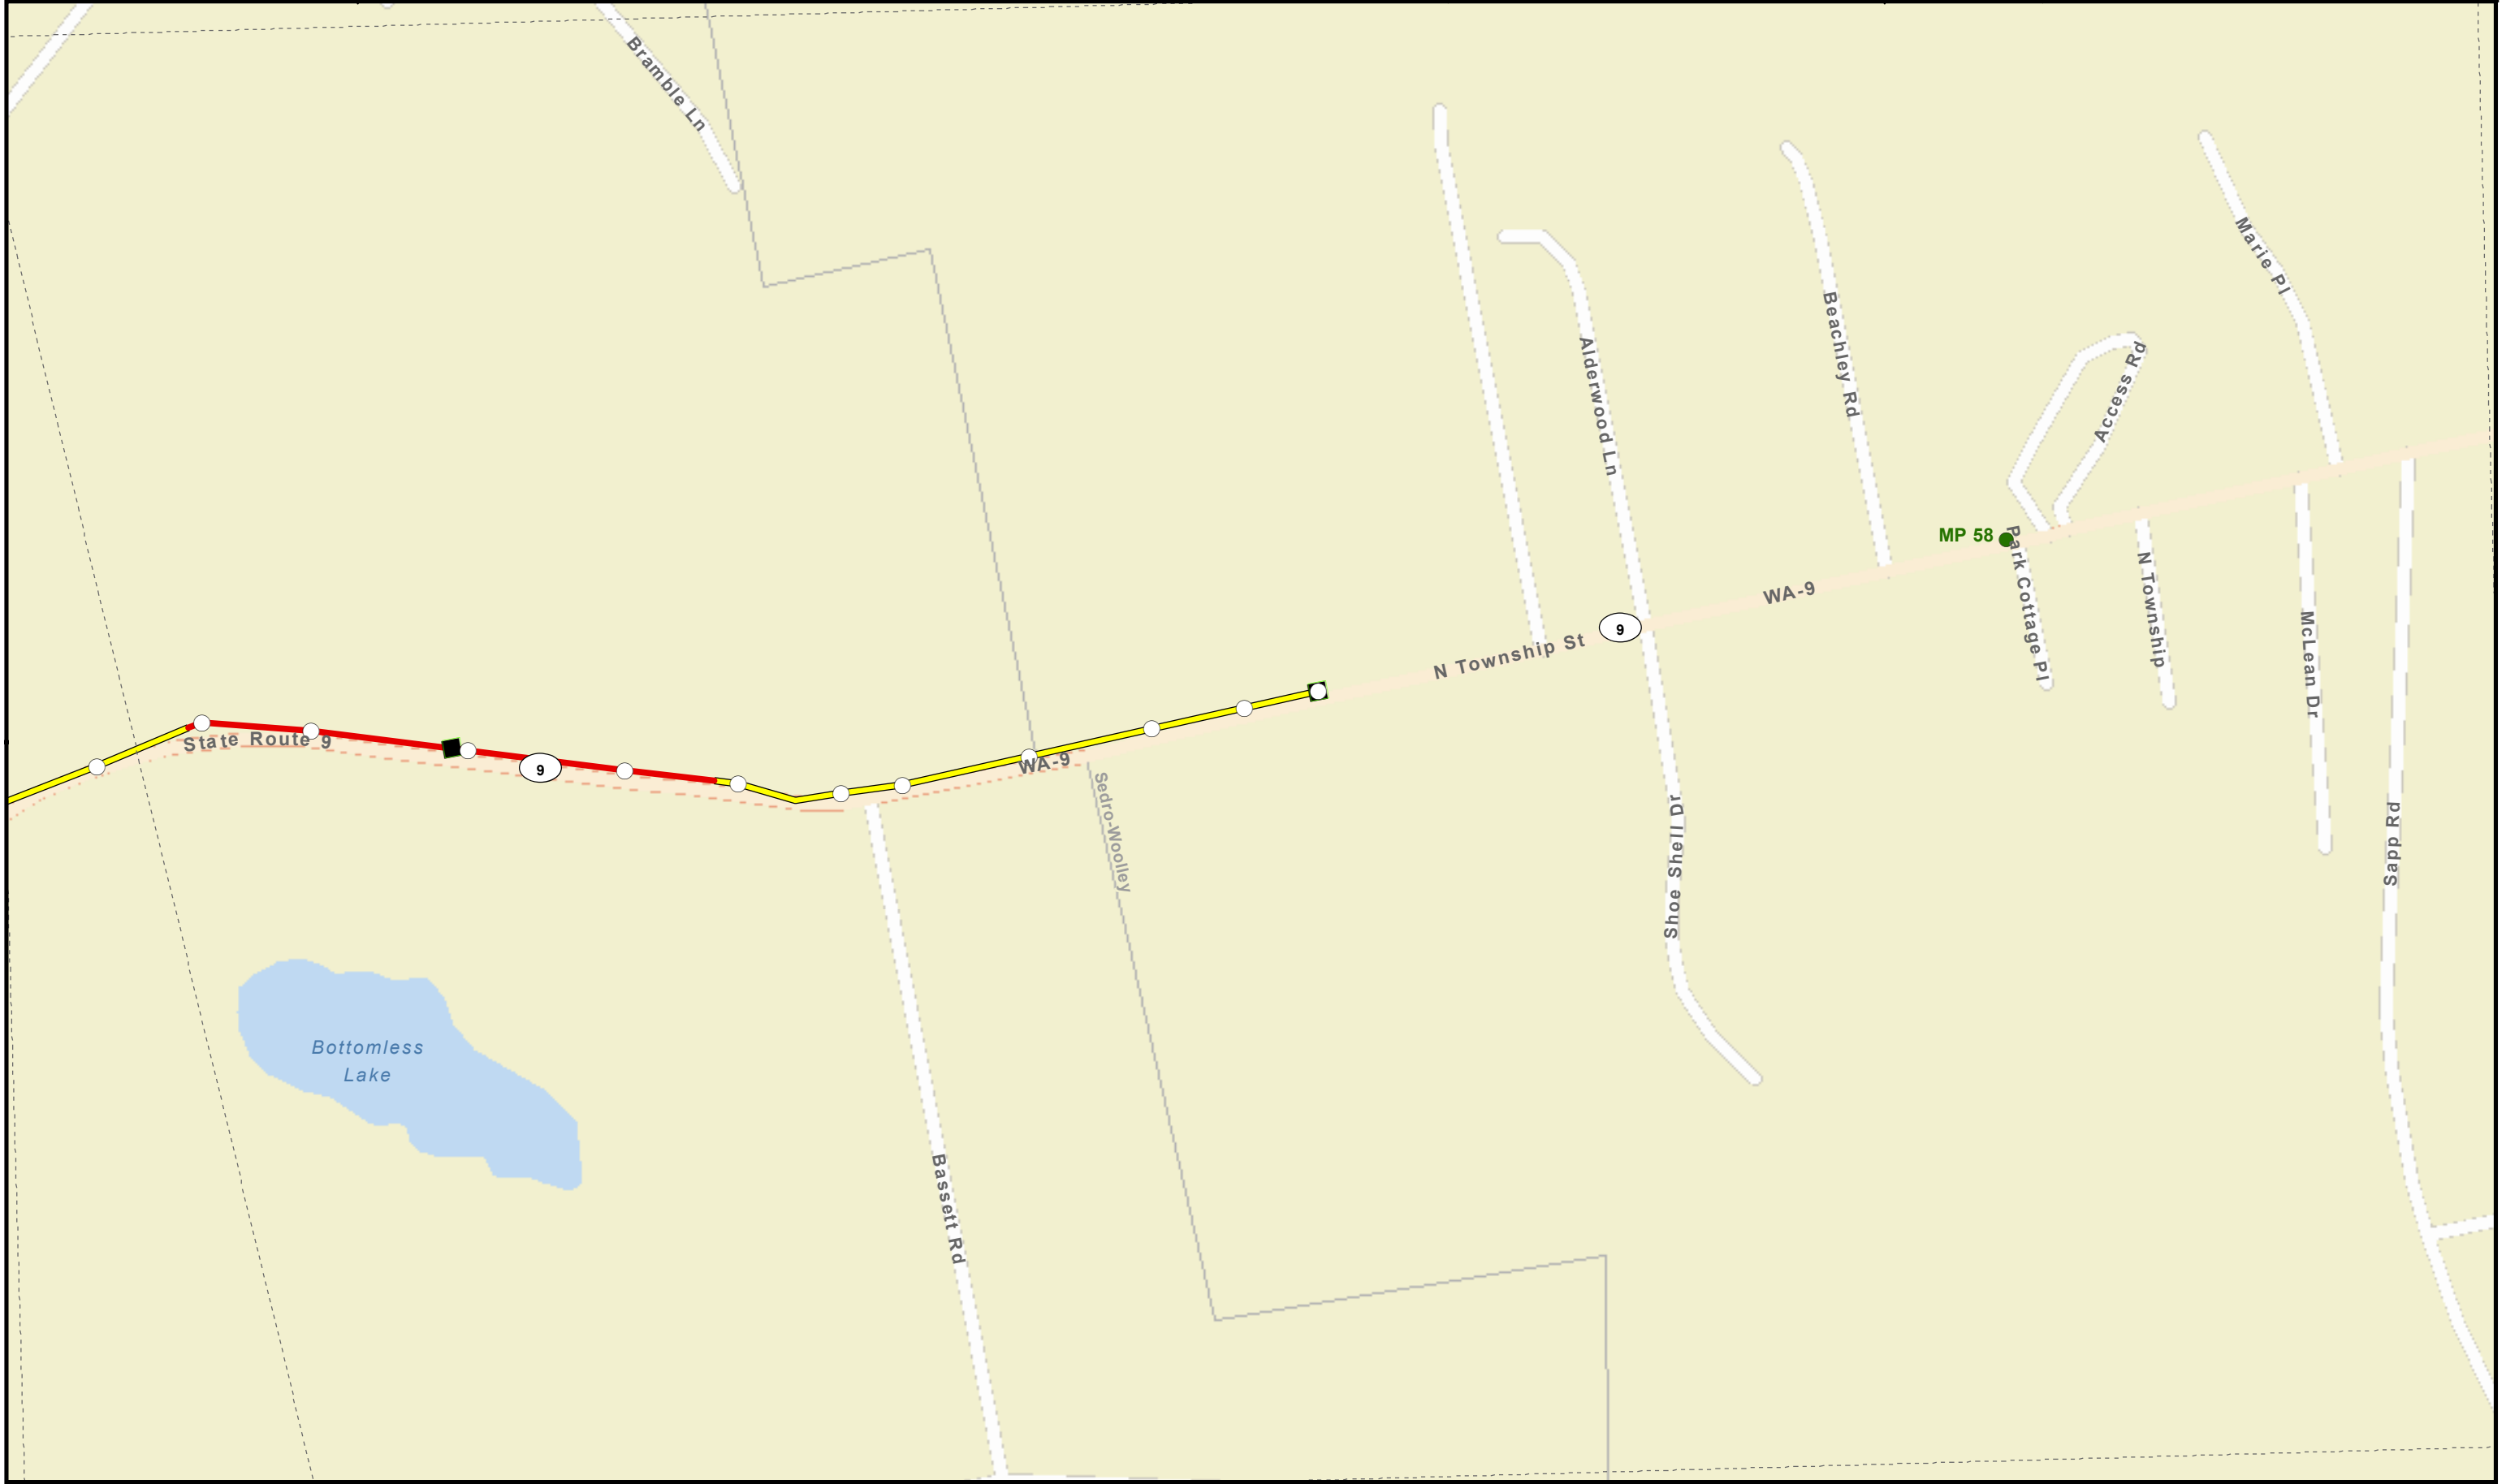 Bramble Ln
Marie Pl
Beachley Rd
Alderwood Ln
Access Rd
MP 58
Park Cottage Pl
N Township
WA-9
9
N Township St
McLean Dr
State Route 9
9
WA-9
Sedro-Woolley
Shoe Shell Dr
Sapp Rd
Bottomless
Lake
Bassett Rd